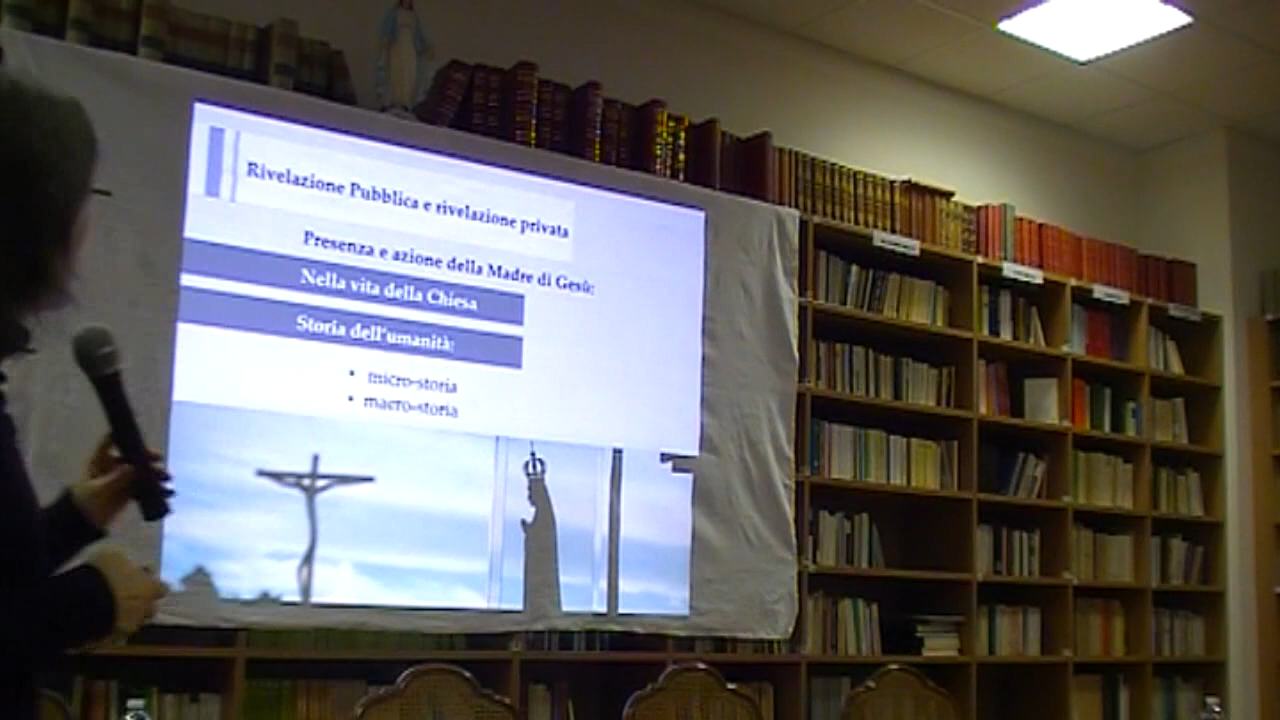 Rivelazione Pubblica e rivelazione privata
Presenza e azione della Madre di Gesù:
Nella vita della Chiesa
Storia dell'umanità:
• micro-storia
• macro-storia